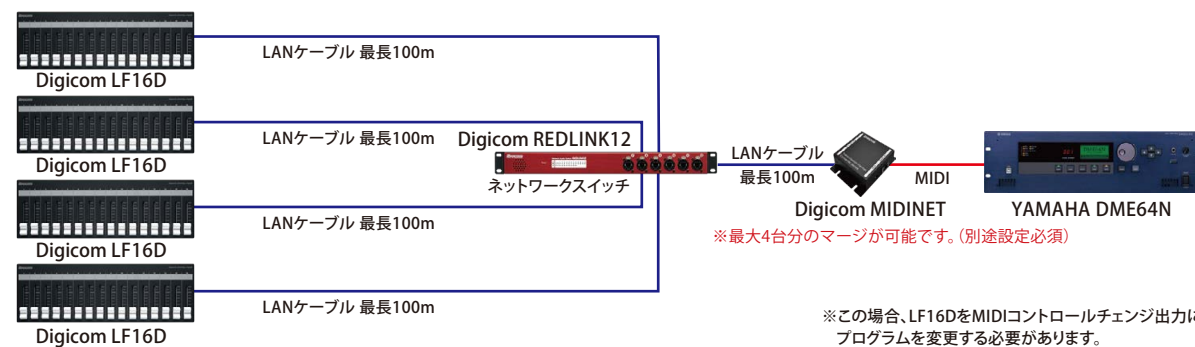 LANケーブル 最長100m
Digicom LF16D
LANケーブル 最長100m
Digicom LF16D
LANケーブル 最長100m
Digicom LF16D
LANケーブル 最長100m
Digicom LF16D
Digicom REDLINK12
ネットワークスイッチ
LANケーブル
最長100m
MIDI
Digicom MIDINET
YAMAHA DME64N
※最大4台分のマージが可能です。(別途設定必須)
※この場合、LF16DをMIDIコントロールチェンジ出力に
プログラムを変更する必要があります。